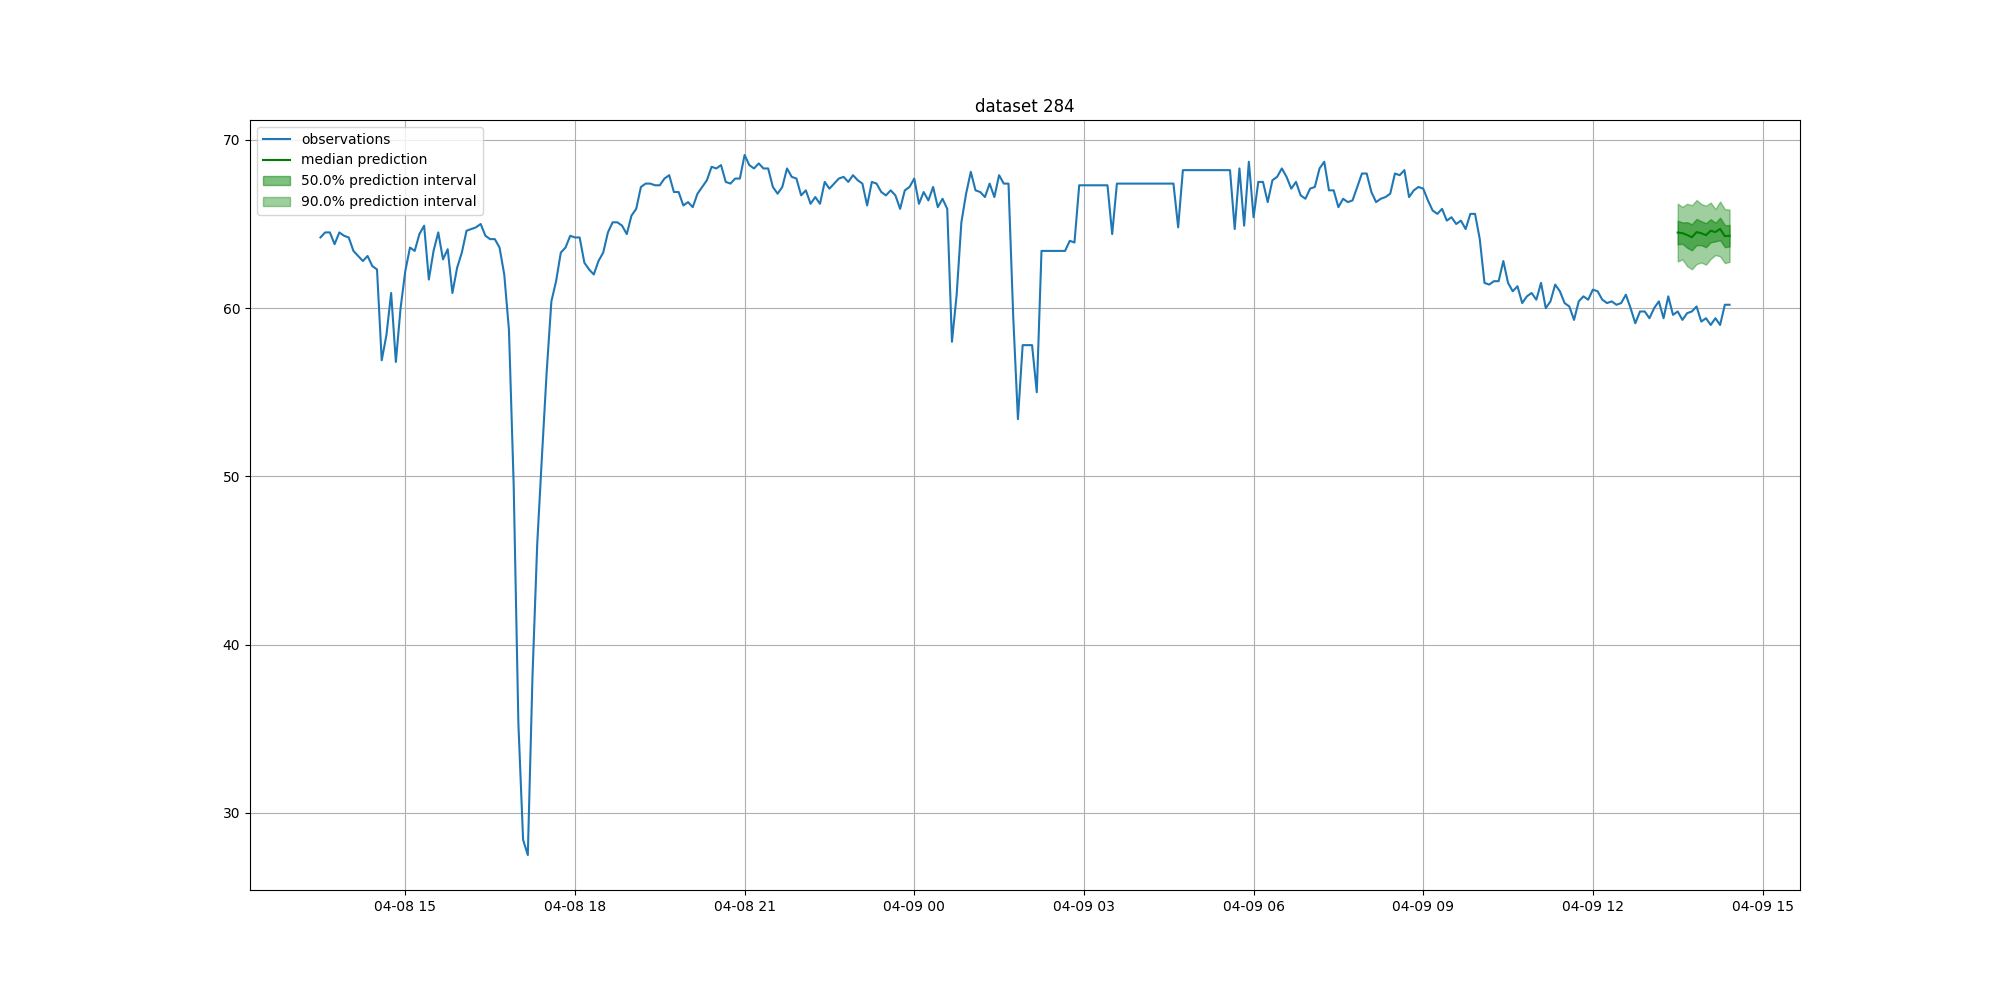 dataset 284
observations
median prediction
50.0% prediction interval
90.0% prediction interval
70
60
50
40
30
04-08 15
04-08 18
04-08 21
04-09 00
04-09 03
04-09 06
04-09 09
04-09 12
04-09 15